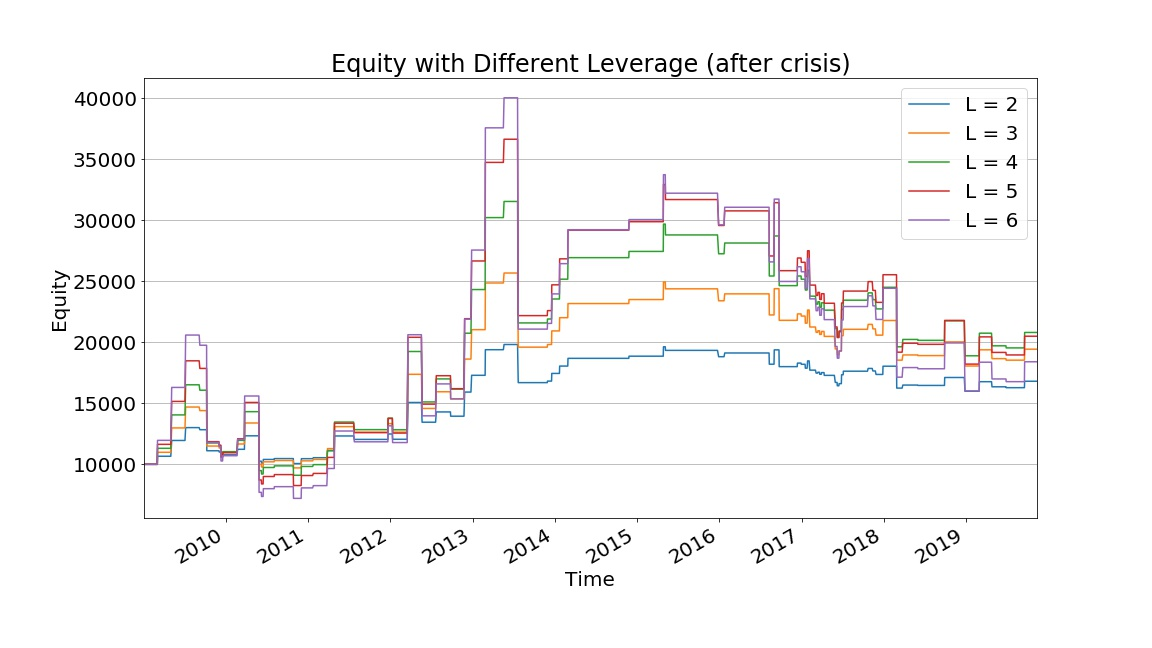 Equity with Different Leverage (after crisis)
40000
35000
30000
25000
20000
15000
10000
Equity
L = 2
L = 3
L = 4
L = 5
L = 6
2010
2011
2012
2013
2014
2015
2016
2017
2018
2019
Time